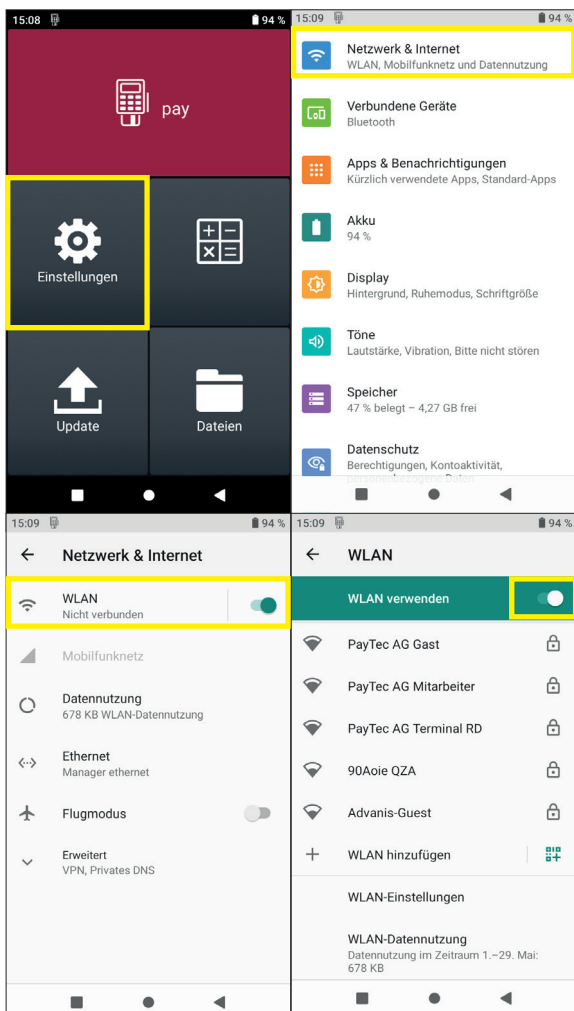 15:08 94 %
pay
Einstellungen
Update Dateien
15:09 94 %
Netzwerk & Internet
WLAN, Mobilfunknetz und Datennutzung
Verbundene Geräte
Bluetooth
Apps & Benachrichtigungen
Kürzlich verwendete Apps, Standard-Apps
Akku
94 %
Display
Hintergrund, Ruhemodus, Schriftgröße
Töne
Lautstärke, Vibration, Bitte nicht stören
Speicher
47 % belegt – 4,27 GB frei
Datenschutz
Berechtigungen, Kontoaktivität,
personenbezogene Daten
15:09 94 %
Netzwerk & Internet
WLAN
Nicht verbunden
Mobilfunknetz
Datennutzung
678 KB WLAN-Datennutzung
Ethernet
Manager ethernet
Flugmodus
Erweitert
VPN, Privates DNS
15:09 94 %
WLAN
WLAN verwenden
PayTec AG Gast
PayTec AG Mitarbeiter
PayTec AG Terminal RD
90Aoie QZA
Advanis-Guest
WLAN hinzufügen
WLAN-Einstellungen
WLAN-Datennutzung
Datennutzung im Zeitraum 1.–29. Mai:
678 KB